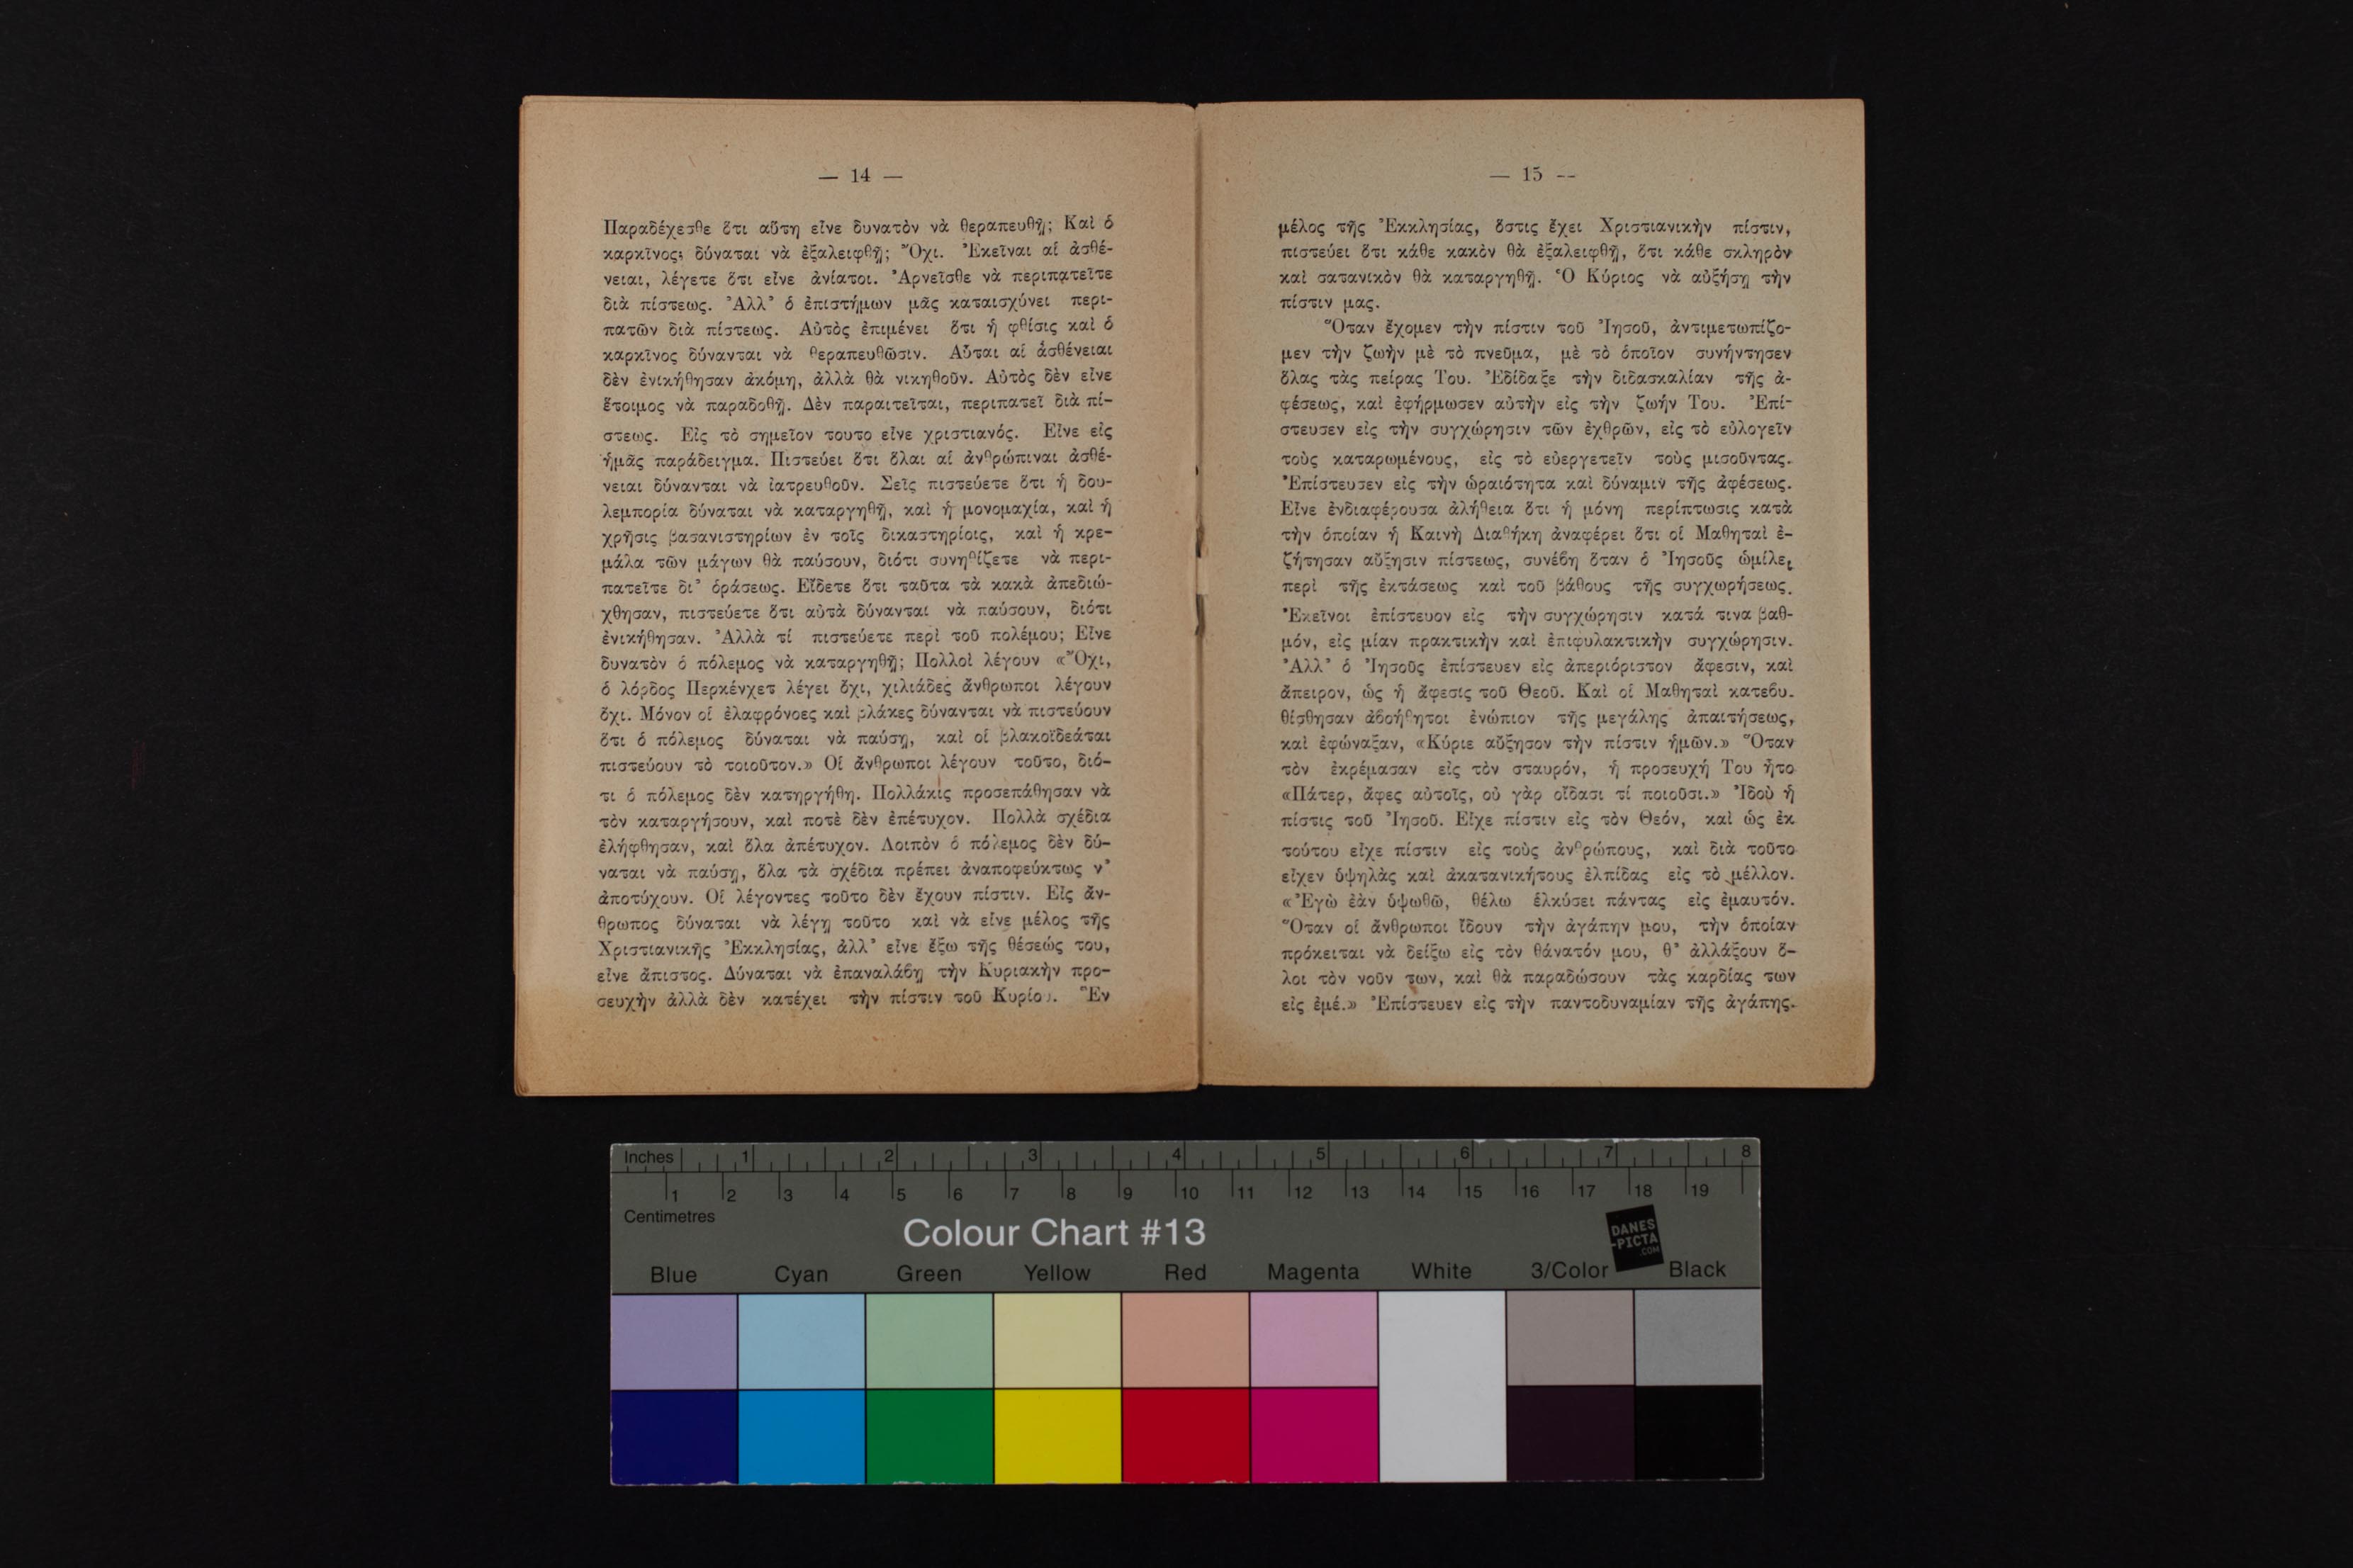 — 14 —
Παραδέχεσθε ὅτι αὕτη εἶνε δυνατὸν νὰ θεραπευθῇ; Καὶ ὁ
καρκῖνος; δύναται νὰ ἐξαλειφθῇ; Ὄχι. Ἐκεῖναι αἱ ἀσθέ-
νειαι, λέγετε ὅτι εἶνε ἀνίατοι. Ἀρνεῖσθε νὰ περιπατεῖτε
διὰ πίστεως. Ἀλλ’ ὁ ἐπιστήμων μᾶς καταισχύνει περι-
πατῶν διὰ πίστεως. Αὐτὸς ἐπιμένει ὅτι ἡ φθίσις καὶ ὁ
καρκῖνος δύνανται νὰ θεραπευθῶσιν. Αὗται αἱ ἀσθένειαι
δὲν ἐνικήθησαν ἀκόμη, ἀλλὰ θὰ νικηθοῦν. Αὐτὸς δὲν εἶνε
ἕτοιμος νὰ παραδοθῇ. Δὲν παραιτεῖται, περιπατεῖ διὰ πί-
στεως. Εἰς τὸ σημεῖον τουτο εἶνε χριστιανός. Εἶνε εἰς
ἡμᾶς παράδειγμα. Πιστεύει ὅτι ὅλαι αἱ ἀνθρώπιναι ἀσθέ-
νειαι δύνανται νὰ ἰατρευθοῦν. Σεῖς πιστεύετε ὅτι ἡ δου-
λεμπορία δύναται νὰ καταργηθῇ, καὶ ἡ μονομαχία, καὶ ἡ
χρῆσις βασανιστηρίων ἐν τοῖς δικαστηρίοις, καὶ ἡ κρε-
μάλα τῶν μάγων θὰ παύσουν, διότι συνηθίζετε νὰ περι-
πατεῖτε δι’ ὁράσεως. Εἴδετε ὅτι ταῦτα τὰ κακὰ ἀπεδιώ-
χθησαν, πιστεύετε ὅτι αὐτὰ δύνανται νὰ παύσουν, διότι
ἐνικήθησαν. Ἀλλὰ τί πιστεύετε περὶ τοῦ πολέμου; Εἶνε
δυνατὸν ὁ πόλεμος νὰ καταργηθῇ; Πολλοὶ λέγουν «Ὄχι,
ὁ λόρδος Περκένχετ λέγει ὄχι, χιλιάδες ἄνθρωποι λέγουν
ὄχι. Μόνον οἱ ἐλαφρόνοες καὶ βλάκες δύνανται νὰ πιστεύουν
ὅτι ὁ πόλεμος δύναται νὰ παύσῃ, καὶ οἱ βλακοϊδεάται
πιστεύουν τὸ τοιοῦτον.» Οἱ ἄνθρωποι λέγουν τοῦτο, διό-
τι ὁ πόλεμος δὲν κατηργήθη. Πολλάκις προσεπάθησαν νὰ
τὸν καταργήσουν, καὶ ποτὲ δὲν ἐπέτυχον. Πολλὰ σχέδια
ἐλήφθησαν, καὶ ὅλα ἀπέτυχον. Λοιπὸν ὁ πόλεμος δὲν δύ-
ναται νὰ παύσῃ, ὅλα τὰ σχέδια πρέπει ἀναποφεύκτως ν’
ἀποτύχουν. Οἱ λέγοντες τοῦτο δὲν ἔχουν πίστιν. Εἷς ἄν-
θρωπος δύναται νὰ λέγῃ τοῦτο καὶ νὰ εἶνε μέλος τῆς
Χριστιανικῆς Ἐκκλησίας, ἀλλ’ εἶνε ἔξω τῆς θέσεώς του,
εἶνε ἄπιστος. Δύναται νὰ ἐπαναλάβῃ τὴν Κυριακὴν προ-
σευχὴν ἀλλὰ δὲν κατέχει τὴν πίστιν τοῦ Κυρίου. Ἓν
— 15 --
μέλος τῆς Ἐκκλησίας, ὅστις ἔχει Χριστιανικὴν πίστιν,
πιστεύει ὅτι κάθε κακὸν θὰ ἐξαλειφθῇ, ὅτι κάθε σκληρὸν
καὶ σατανικὸν θὰ καταργηθῇ. Ὁ Κύριος νὰ αὐξήσῃ τὴν
πίστιν μας.
Ὅταν ἔχομεν τὴν πίστιν τοῦ Ἰησοῦ, ἀντιμετωπίζο-
μεν τὴν ζωὴν μὲ τὸ πνεῦμα, μὲ τὸ ὁποῖον συνήντησεν
ὅλας τὰς πείρας Του. Ἐδίδαξε τὴν διδασκαλίαν τῆς ἀ-
φέσεως, καὶ ἐφήρμωσεν αὐτὴν εἰς τὴν ζωήν Του. Ἐπί-
στευσεν εἰς τὴν συγχώρησιν τῶν ἐχθρῶν, εἰς τὸ εὐλογεῖν
τοὺς καταρωμένους, εἰς τὸ εὐεργετεῖν τοὺς μισοῦντας.
Ἐπίστευσεν εἰς τὴν ὡραιότητα καὶ δύναμιν τῆς ἀφέσεως.
Εἶνε ἐνδιαφέρουσα ἀλήθεια ὅτι ἡ μόνη περίπτωσις κατὰ
τὴν ὁποίαν ἡ Καινὴ Διαθήκη ἀναφέρει ὅτι οἱ Μαθηταὶ ἐ-
ζήτησαν αὔξησιν πίστεως, συνέβη ὅταν ὁ Ἰησοῦς ὡμίλει
περὶ τῆς ἐκτάσεως καὶ τοῦ βάθους τῆς συγχωρήσεως.
Ἐκεῖνοι ἐπίστευον εἰς τὴν συγχώρησιν κατά τινα βαθ-
μόν, εἰς μίαν πρακτικὴν καὶ ἐπιφυλακτικὴν συγχώρησιν.
Ἀλλ’ ὁ Ἰησοῦς ἐπίστευεν εἰς ἀπεριόριστον ἄφεσιν, καὶ
ἄπειρον, ὡς ἡ ἄφεσις τοῦ Θεοῦ. Καὶ οἱ Μαθηταὶ κατεβυ-
θίσθησαν ἀβοήθητοι ἐνώπιον τῆς μεγάλης ἀπαιτήσεως,
καὶ ἐφώναξαν, «Κύριε αὔξησον τὴν πίστιν ἡμῶν.» Ὅταν
τὸν ἐκρέμασαν εἰς τὸν σταυρόν, ἡ προσευχή Του ἦτο
«Πάτερ, ἄφες αὐτοῖς, οὐ γὰρ οἴδασι τί ποιοῦσι.» Ἰδοὺ ἡ
πίστις τοῦ Ἰησοῦ. Εἶχε πίστιν εἰς τὸν Θεόν, καὶ ὡς ἐκ
τούτου εἶχε πίστιν εἰς τοὺς ἀνθρώπους, καὶ διὰ τοῦτο
εἶχεν ὑψηλὰς καὶ ἀκατανικήτους ἐλπίδας εἰς τὸ μέλλον.
«Ἐγὼ ἐὰν ὑψωθῶ, θέλω ἑλκύσει πάντας εἰς ἐμαυτόν.
Ὅταν οἱ ἄνθρωποι ἴδουν τὴν ἀγάπην μου, τὴν ὁποίαν
πρόκειται νὰ δείξω εἰς τὸν θάνατόν μου, θ’ ἀλλάξουν ὅ-
λοι τὸν νοῦν των, καὶ θὰ παραδώσουν τὰς καρδίας των
εἰς ἐμέ.» Ἐπίστευεν εἰς τὴν παντοδυναμίαν τῆς ἀγάπης.
Inches 1 2 3 4 5 6 7 8
1 2 3 4 5 6 7 8 9 10 11 12 13 14 15 16 17 18 19
Centimetres
Colour Chart #13
DANES
-PICTA
.COM
Blue Cyan Green Yellow Red Magenta White 3/Color Black